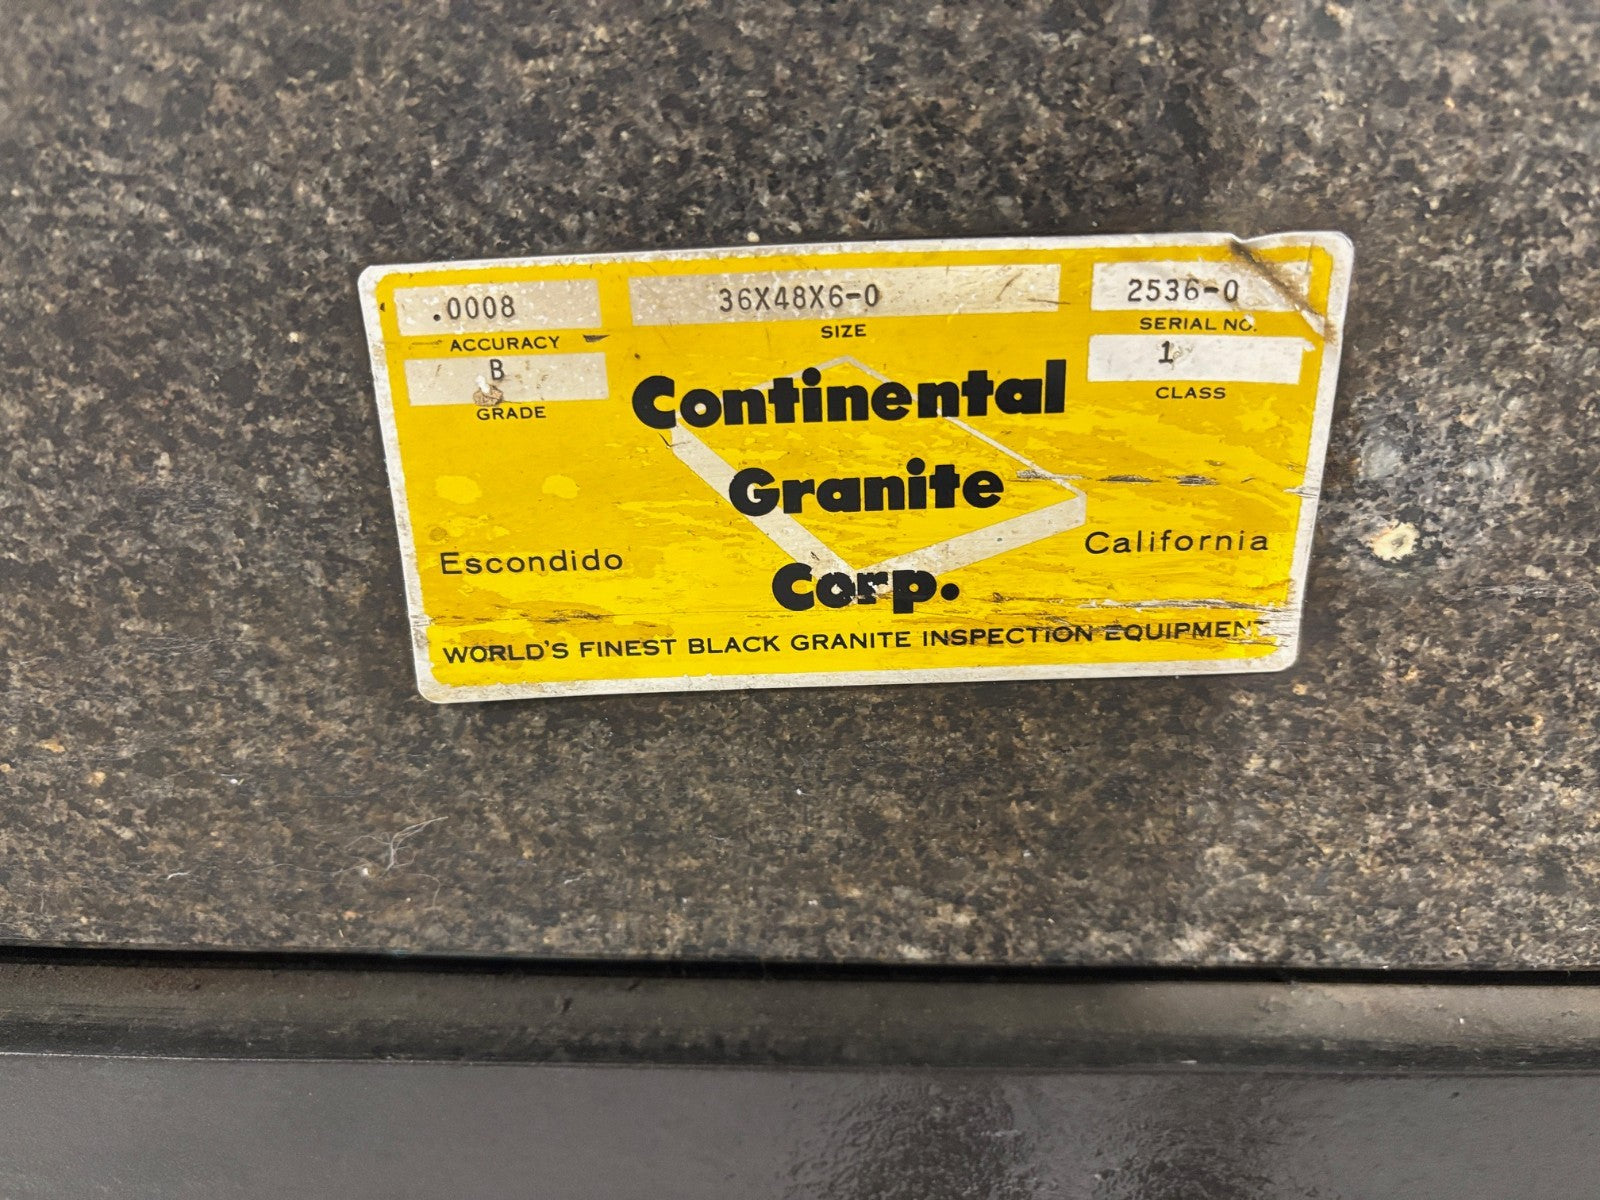 .0008 36X48X6-0 2536-0
ACCURACY SIZE SERIAL NO.
B 1
GRADE CLASS
Continental
Granite
Corp.
Escondido California
WORLD'S FINEST BLACK GRANITE INSPECTION EQUIPMENT